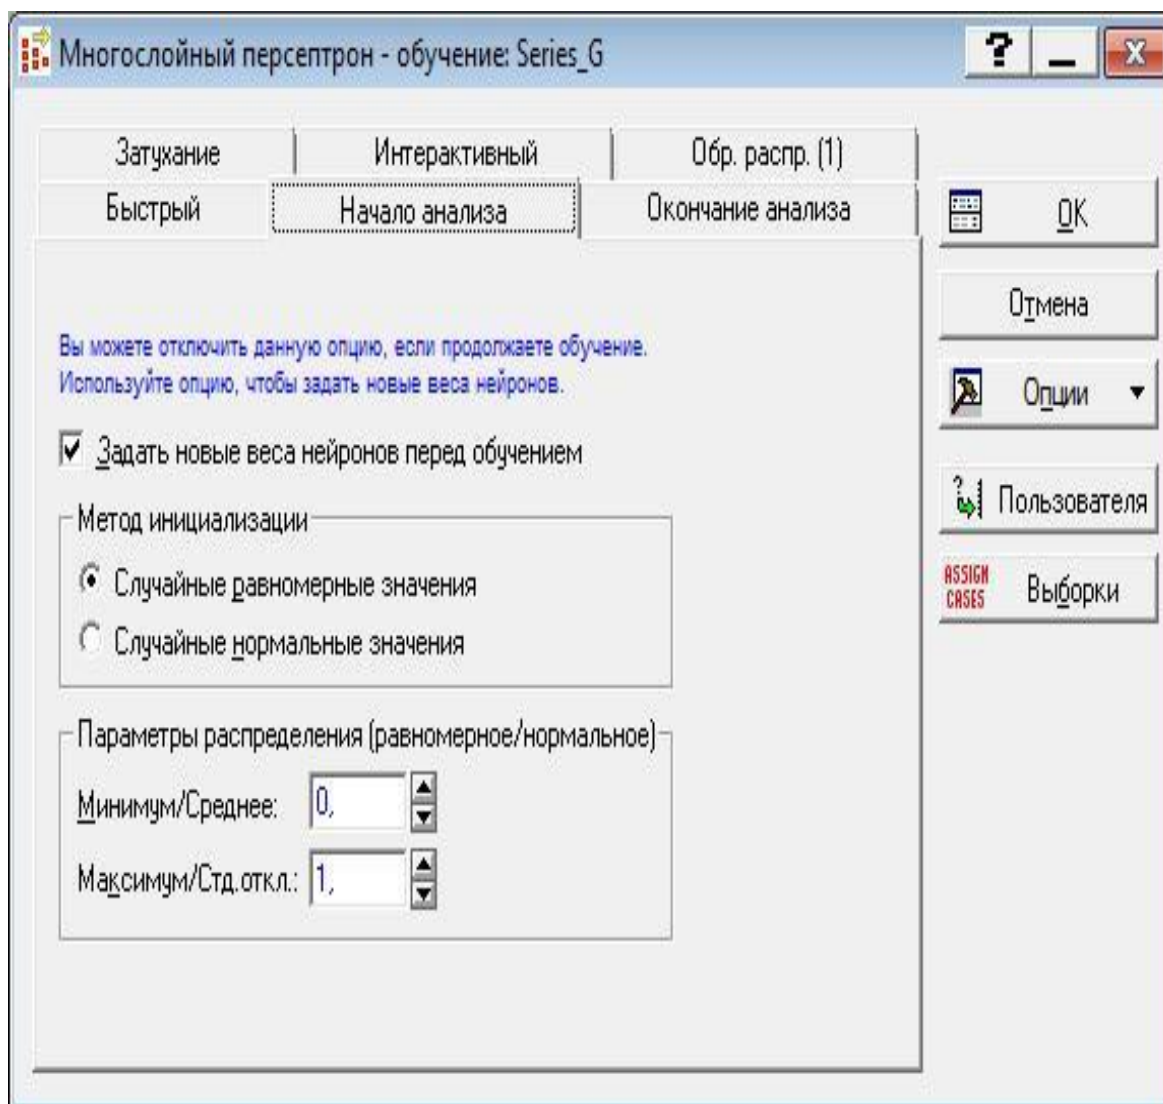 Многослойный персептрон - обучение: Series_G
Затухание
Интерактивный
Обр. распр. (1)
Быстрый
Начало анализа
Окончание анализа
OK
Отмена
Опции
Пользователя
ASSIGN
CASES
Выборки
Вы можете отключить данную опцию, если продолжаете обучение.
Используйте опцию, чтобы задать новые веса нейронов.
Задать новые веса нейронов перед обучением
Метод инициализации
Случайные равномерные значения
Случайные нормальные значения
Параметры распределения (равномерное/нормальное)
Минимум/Среднее: 0,
Максимум/Стд.откл.: 1,